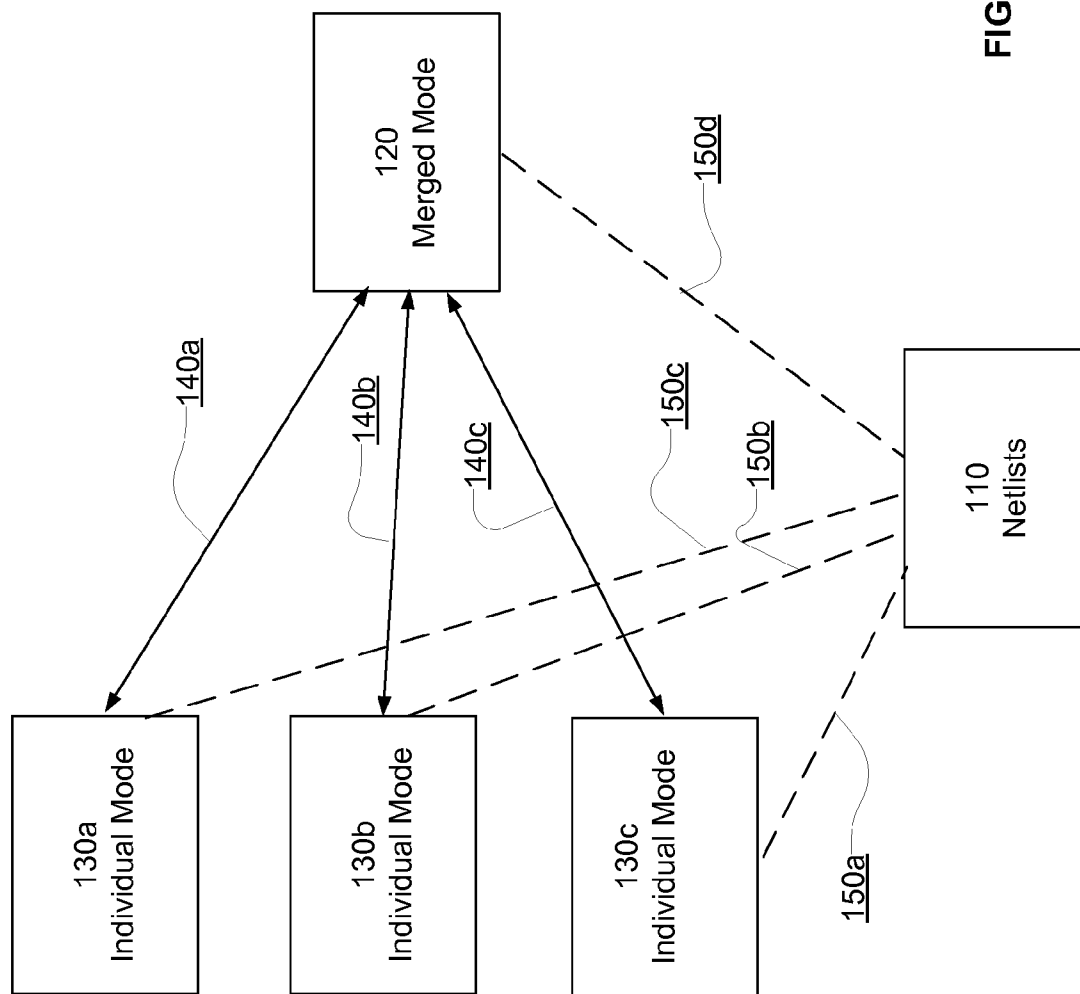 130a
Individual Mode
130b
Individual Mode
130c
Individual Mode
140a
140b
140c
120
Merged Mode
150a
150b
150c
150d
110
Netlists
FIG